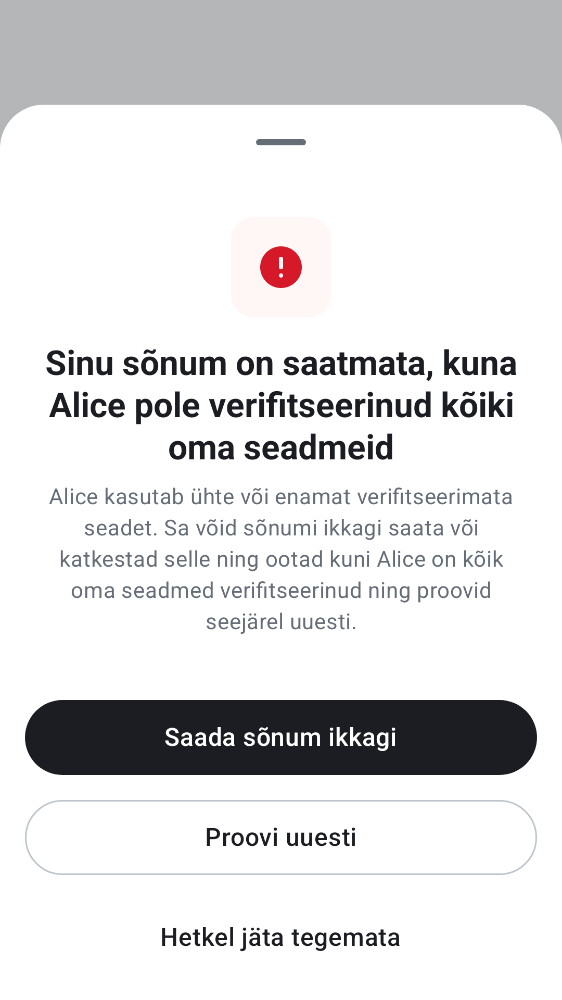 Sinu sõnum on saatmata, kuna
Alice pole verifitseerinud kõiki
oma seadmeid
Alice kasutab ühte või enamat verifitseerimata
seadet. Sa võid sõnumi ikkagi saata või
katkestad selle ning ootad kuni Alice on kõik
oma seadmed verifitseerinud ning proovid
seejärel uuesti.
Saada sõnum ikkagi
Proovi uuesti
Hetkel jäta tegemata